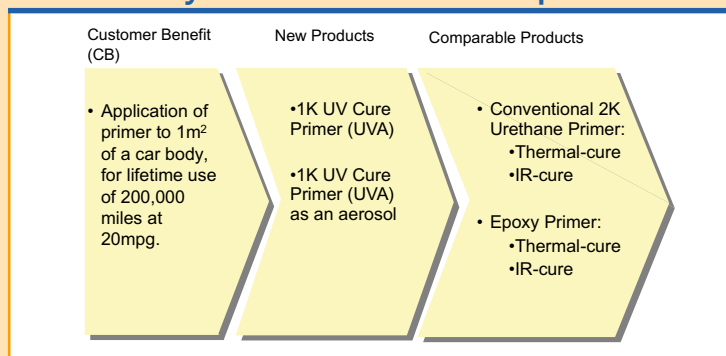 Customer Benefit
(CB)
New Products
Comparable Products
• Application of
primer to 1m²
of a car body,
for lifetime use
of 200,000
miles at
20mpg.
•1K UV Cure
Primer (UVA)
•1K UV Cure
Primer (UVA)
as an aerosol
• Conventional 2K
Urethane Primer:
•Thermal-cure
•IR-cure
• Epoxy Primer:
•Thermal-cure
•IR-cure